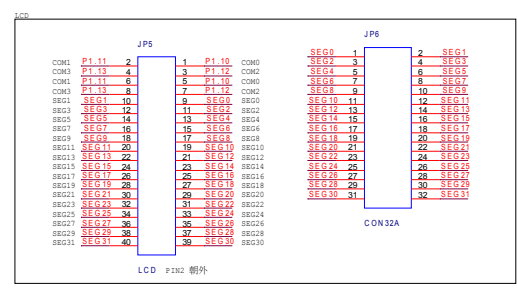 LCD
JP5
COM1 P1.11 2 1 P1.10 COM0
COM3 P1.13 4 3 P1.12 COM2
COM1 P1.11 6 5 P1.10 COM0
COM3 P1.13 8 7 P1.12 COM2
SEG1 SEG1 10 9 SEG0 SEG0
SEG3 SEG3 12 11 SEG2 SEG2
SEG5 SEG5 14 13 SEG4 SEG4
SEG7 SEG7 16 15 SEG6 SEG6
SEG9 SEG9 18 17 SEG8 SEG8
SEG11 SEG11 20 19 SEG10 SEG10
SEG13 SEG13 22 21 SEG12 SEG12
SEG15 SEG15 24 23 SEG14 SEG14
SEG17 SEG17 26 25 SEG16 SEG16
SEG19 SEG19 28 27 SEG18 SEG18
SEG21 SEG21 30 29 SEG20 SEG20
SEG23 SEG23 32 31 SEG22 SEG22
SEG25 SEG25 34 33 SEG24 SEG24
SEG27 SEG27 36 35 SEG26 SEG26
SEG29 SEG29 38 37 SEG28 SEG28
SEG31 SEG31 40 39 SEG30 SEG30
LCD PIN2 朝外
JP6
SEG0 1 2 SEG1
SEG2 3 4 SEG3
SEG4 5 6 SEG5
SEG6 7 8 SEG7
SEG8 9 10 SEG9
SEG10 11 12 SEG11
SEG12 13 14 SEG13
SEG14 15 16 SEG15
SEG16 17 18 SEG17
SEG18 19 20 SEG19
SEG20 21 22 SEG21
SEG22 23 24 SEG23
SEG24 25 26 SEG25
SEG26 27 28 SEG27
SEG28 29 30 SEG29
SEG30 31 32 SEG31
CON32A